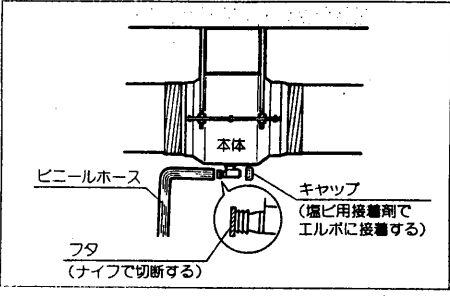 本体
ビニールホース
キャップ
(塩ビ用接着剤で
エルボに接着する)
フタ
(ナイフで切断する)